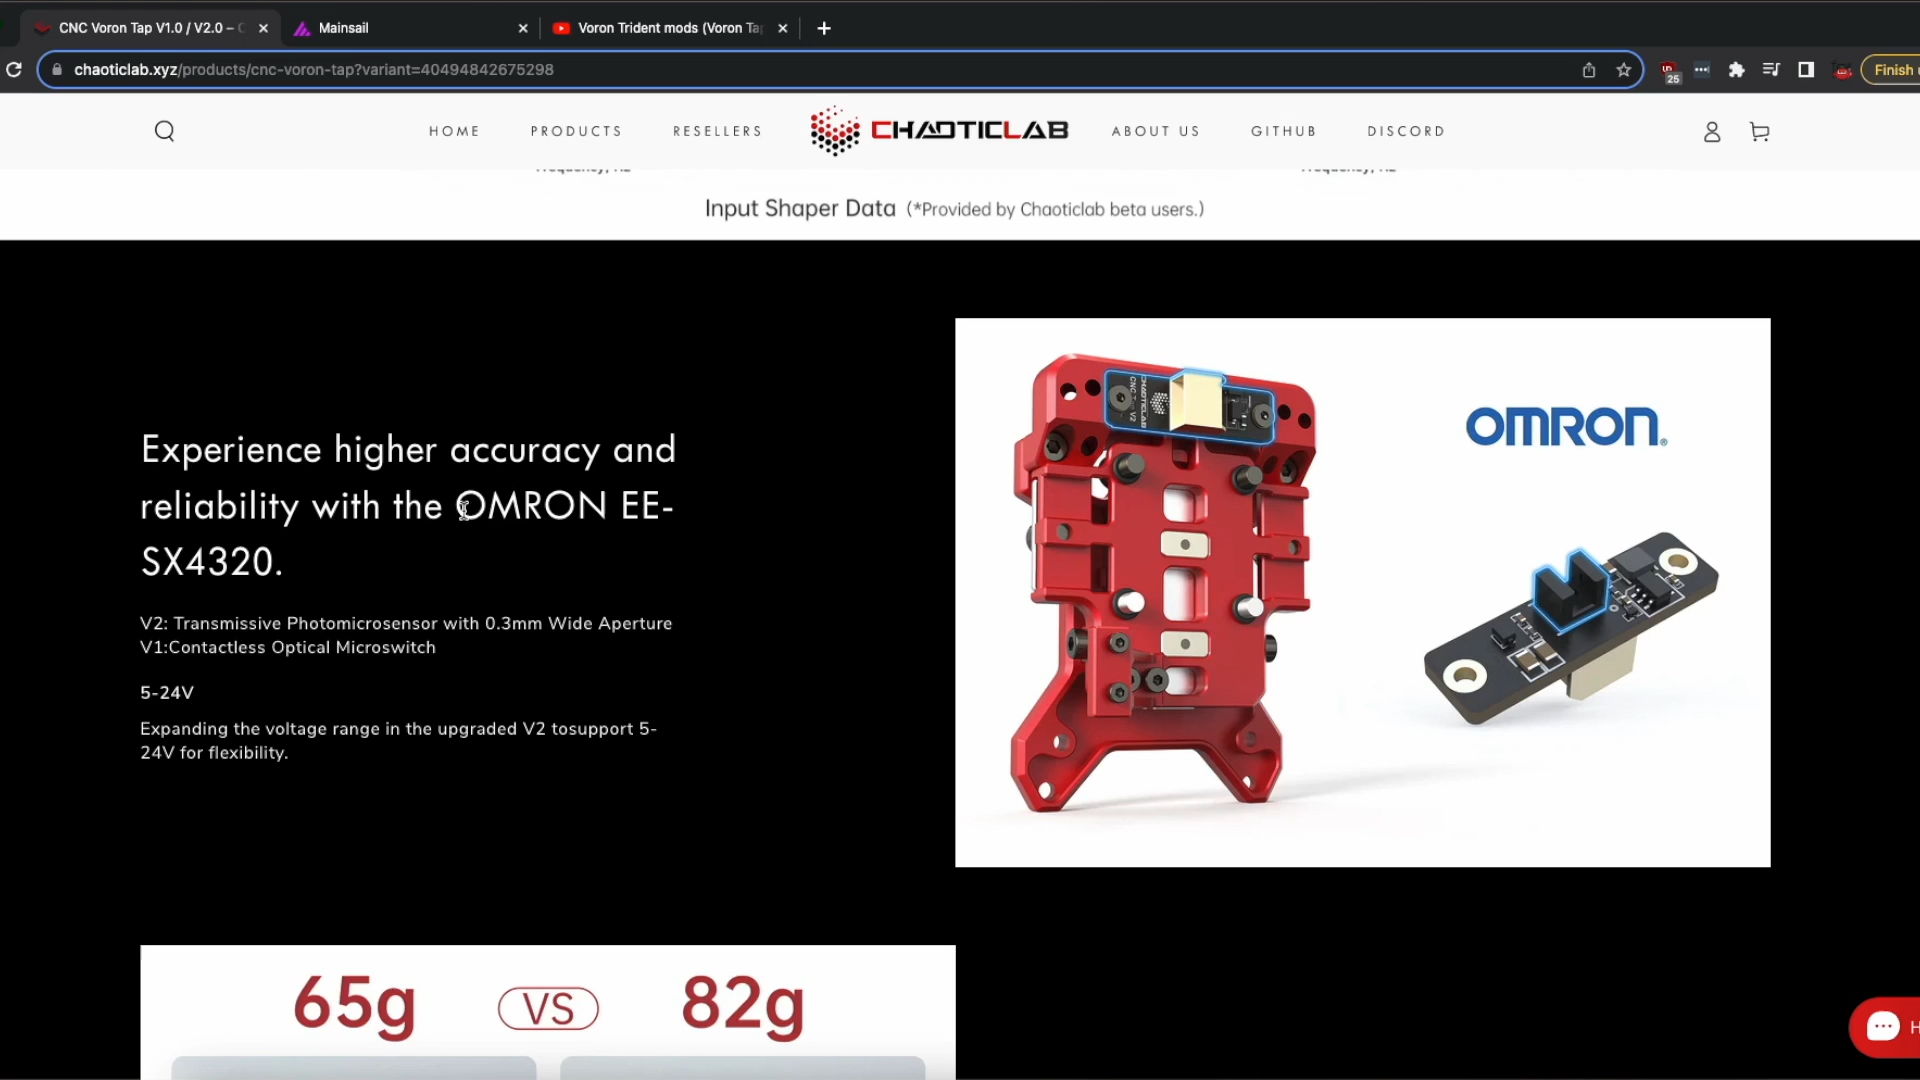 CNC Voron Tap V1.0 / V2.0 – C
Mainsail
Voron Trident mods (Voron Ta
chaoticlab.xyz/products/cnc-voron-tap?variant=40494842675298
25
Finish u
HOME
PRODUCTS
RESELLERS
CHAOTICLAB
ABOUT US
GITHUB
DISCORD
Input Shaper Data (*Provided by Chaoticlab beta users.)
Experience higher accuracy and
reliability with the OMRON EE-
SX4320.
V2: Transmissive Photomicrosensor with 0.3mm Wide Aperture
V1:Contactless Optical Microswitch
5-24V
Expanding the voltage range in the upgraded V2 tosupport 5-
24V for flexibility.
CHAOTICLAB
OMRON®
65g
VS
82g
H